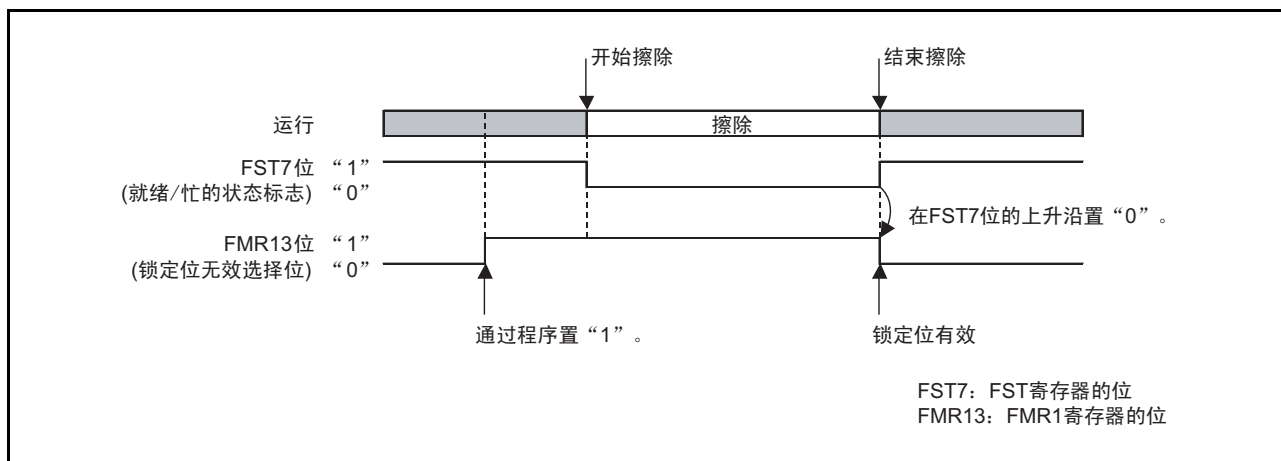 开始擦除 结束擦除
运行 擦除
FST7位 “1”
(就绪/忙的状态标志) “0”
在FST7位的上升沿置“0”。
FMR13位 “1”
(锁定位无效选择位) “0”
通过程序置“1”。 锁定位有效
FST7：FST寄存器的位
FMR13：FMR1寄存器的位